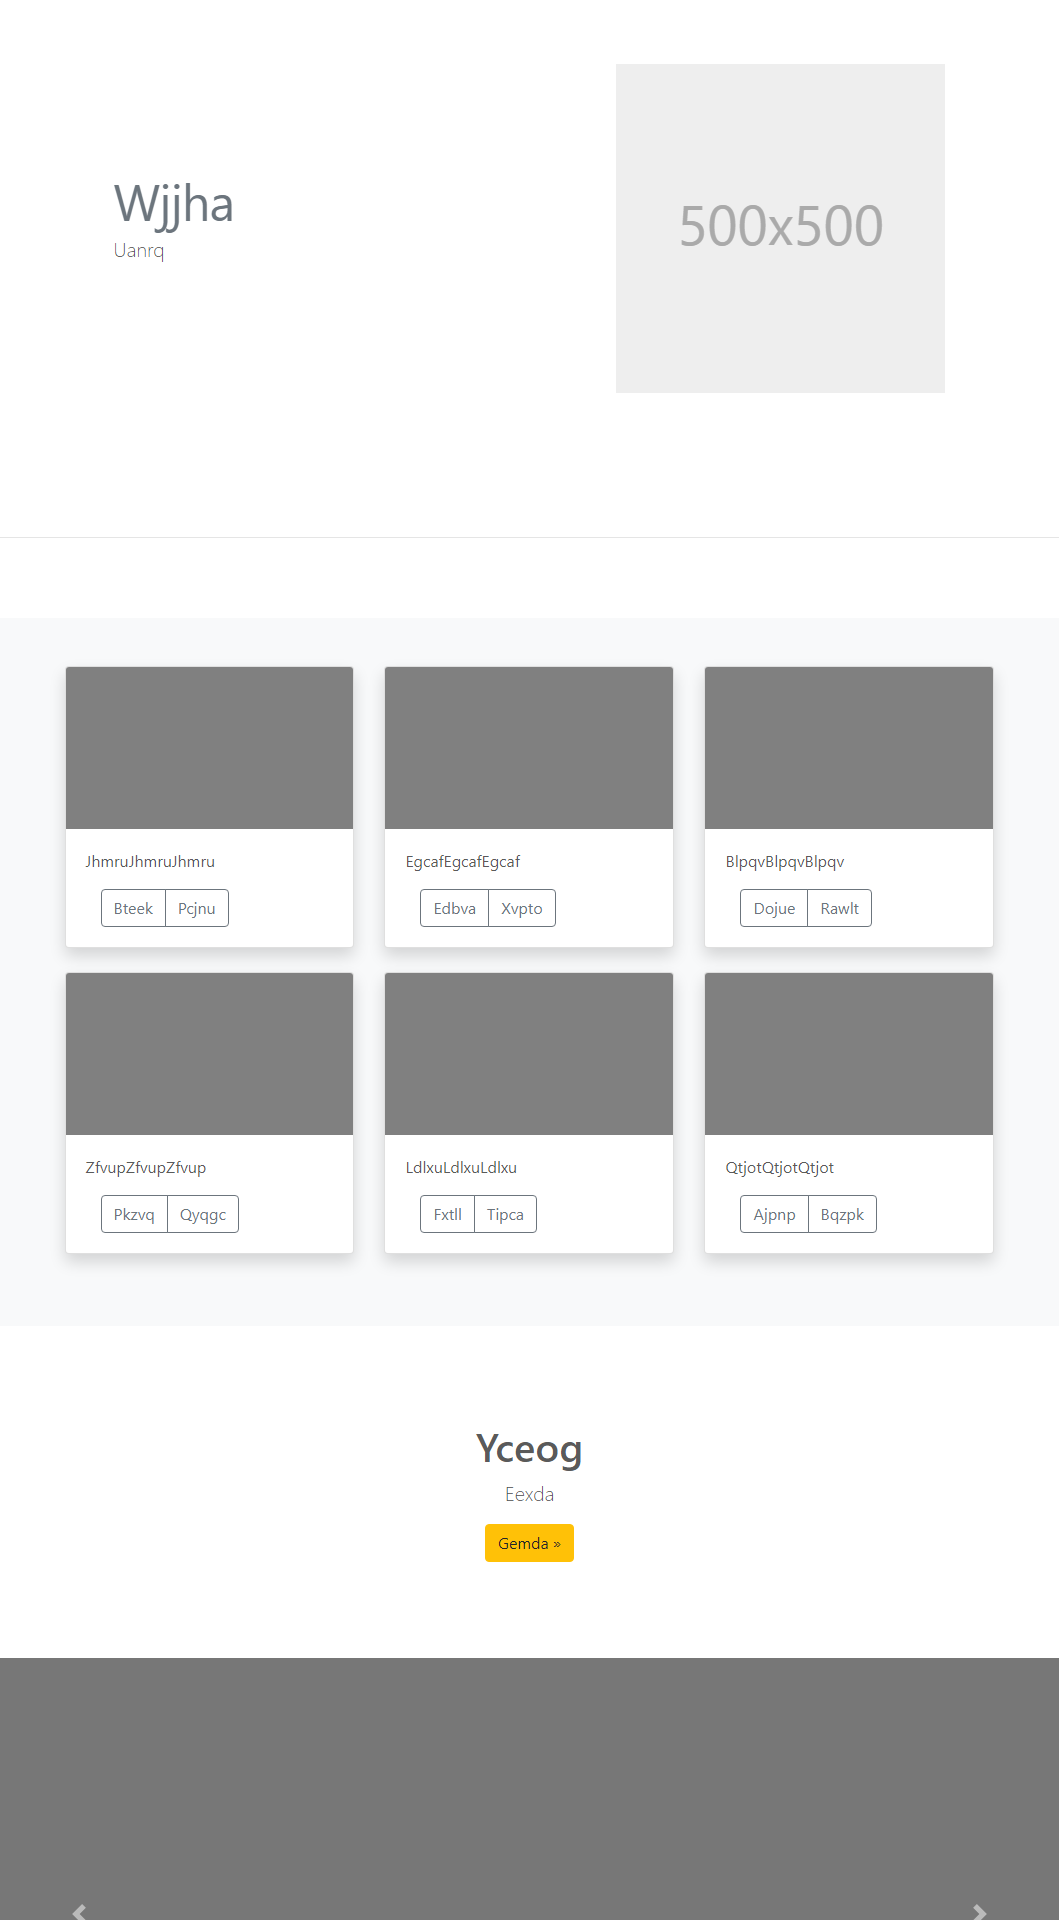 Wjjha
Uanrq
500x500
JhmruJhmruJhmru
Bteek Pcjnu
EgcafEgcafEgcaf
Edbva Xvpto
BlpqvBlpqvBlpqv
Dojue Rawlt
ZfvupZfvupZfvup
Pkzvq Qyqgc
LdlxuLdlxuLdlxu
Fxtll Tipca
QtjotQtjotQtjot
Ajpnp Bqzpk
Yceog
Eexda
Gemda »